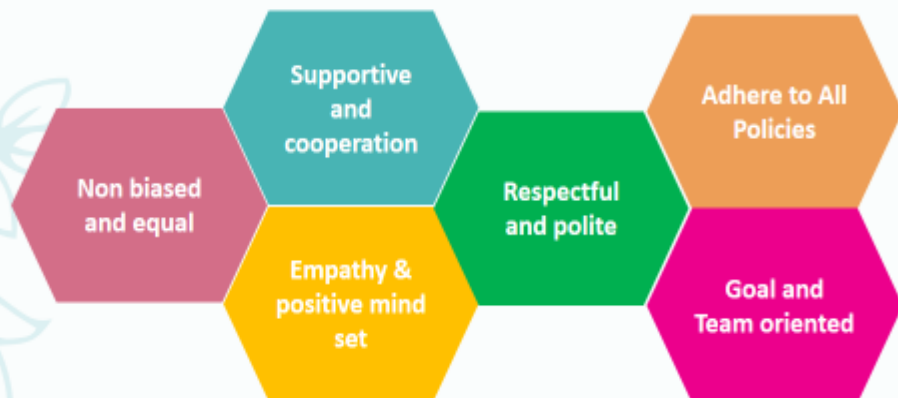 Non biased
and equal
Supportive
and
cooperation
Empathy &
positive mind
set
Respectful
and polite
Adhere to All
Policies
Goal and
Team oriented